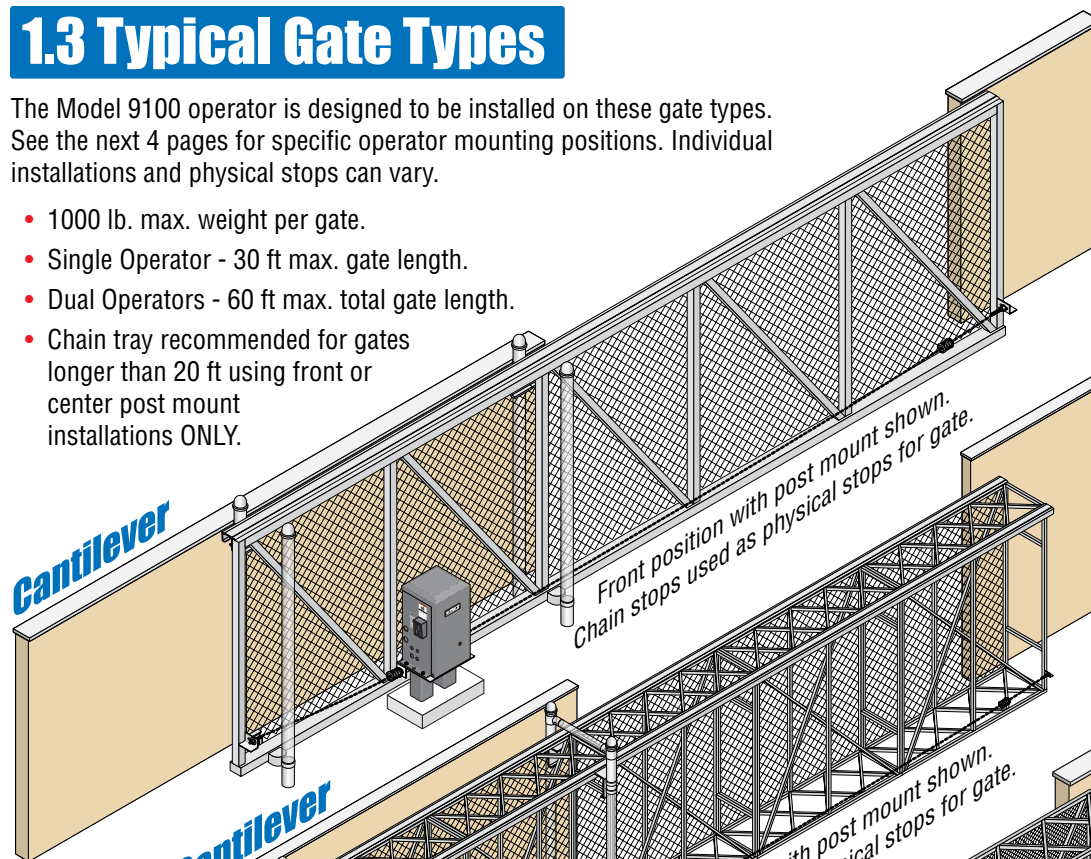 1.3 Typical Gate Types
The Model 9100 operator is designed to be installed on these gate types.
See the next 4 pages for specific operator mounting positions. Individual
installations and physical stops can vary.
• 1000 lb. max. weight per gate.
• Single Operator - 30 ft max. gate length.
• Dual Operators - 60 ft max. total gate length.
• Chain tray recommended for gates
longer than 20 ft using front or
center post mount
installations ONLY.
Cantilever
Front position with post mount shown.
Chain stops used as physical stops for gate.
Cantilever
with post mount shown.
stops for gate.